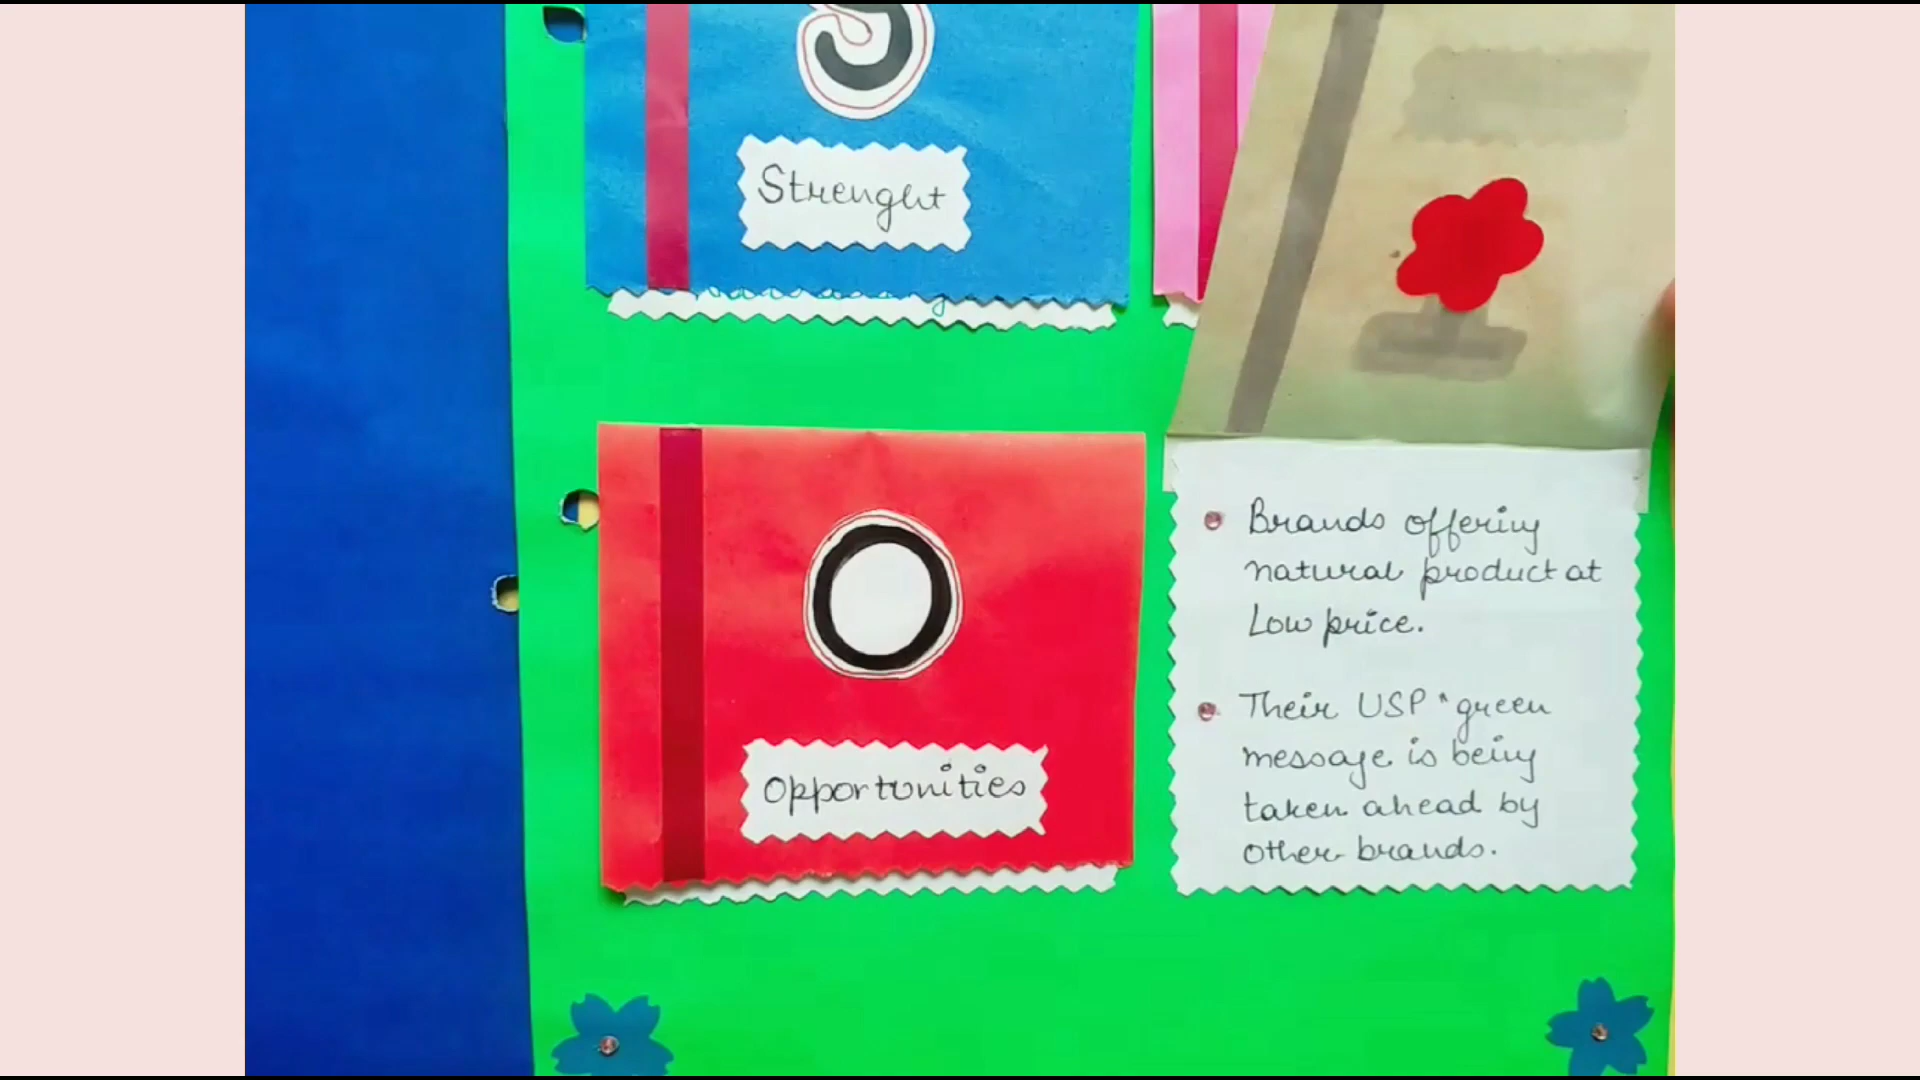 S
Strenght
O
Opportunities
Brands offering
natural product at
Low price.
Their USP "green
message is being
taken ahead by
other brands.